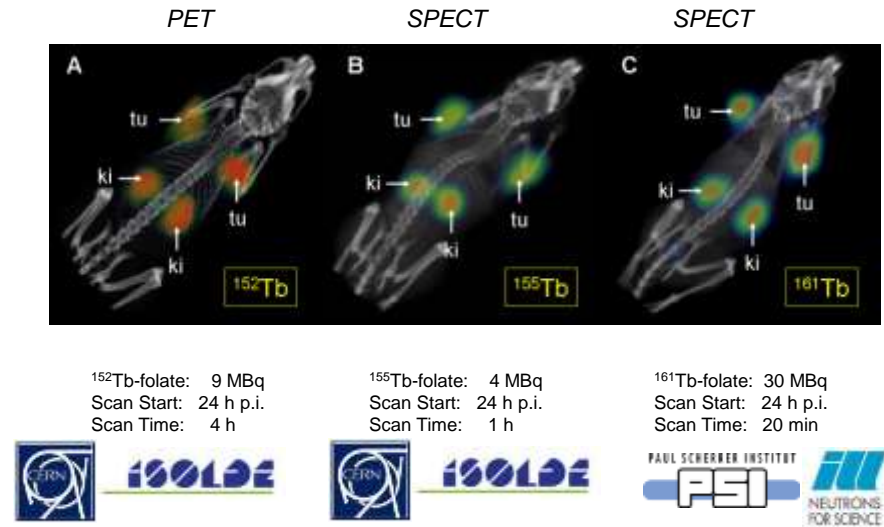 PET
SPECT
SPECT
A
tu
ki
tu
ki
¹⁵²Tb
B
tu
ki
tu
ki
¹⁵⁵Tb
C
tu
ki
tu
ki
¹⁶¹Tb
¹⁵²Tb-folate: 9 MBq
Scan Start: 24 h p.i.
Scan Time: 4 h
¹⁵⁵Tb-folate: 4 MBq
Scan Start: 24 h p.i.
Scan Time: 1 h
¹⁶¹Tb-folate: 30 MBq
Scan Start: 24 h p.i.
Scan Time: 20 min
CERN
ISOLDE
CERN
ISOLDE
PAUL SCHERRER INSTITUT
PSI
ill
NEUTRONS
FOR SCIENCE